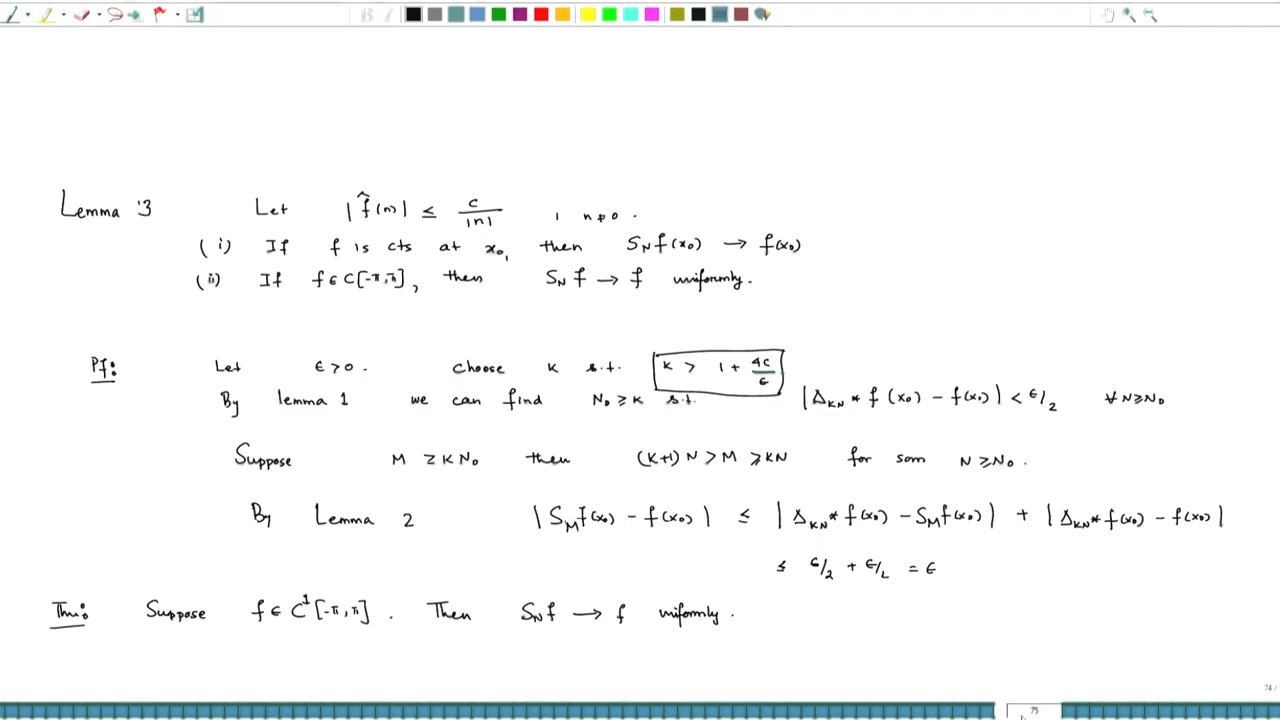 Lemma 3 Let |f̂(n)| ≤ c/|n| , n≠0.
(i) If f is cts at x₀, then S_N f(x₀) → f(x₀)
(ii) If f ∈ C[-π,π], then S_N f → f uniformly.
Pf: Let ε>0. choose K s.t. K > 1 + 4C/ε
By lemma 1 we can find N₀ ≥ K s.t. |Δ_KN * f(x₀) - f(x₀)| < ε/2 ∀ N≥N₀
Suppose M ≥ KN₀ then (K+1)N > M ≥ KN for som N ≥ N₀.
By Lemma 2 |S_M f(x₀) - f(x₀)| ≤ |Δ_KN * f(x₀) - S_M f(x₀)| + |Δ_KN * f(x₀) - f(x₀)|
≤ ε/2 + ε/2 = ε
Thm: Suppose f ∈ C¹[-π,π]. Then S_N f → f uniformly.
74 /
75